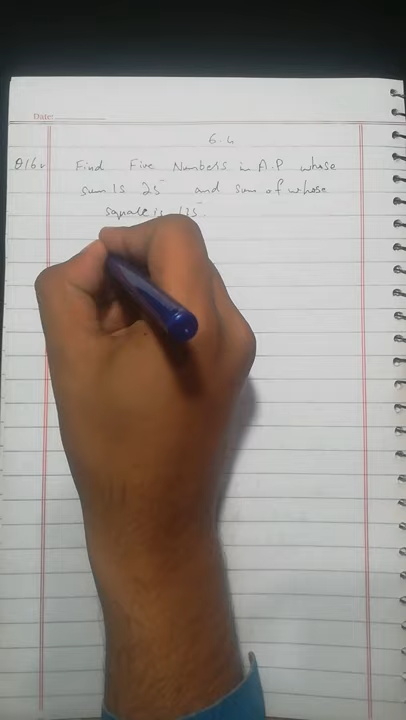 Date:
6.4
Q16v Find Five Numbers in A.P whose
sum is 25 and sum of whose
square is 135.